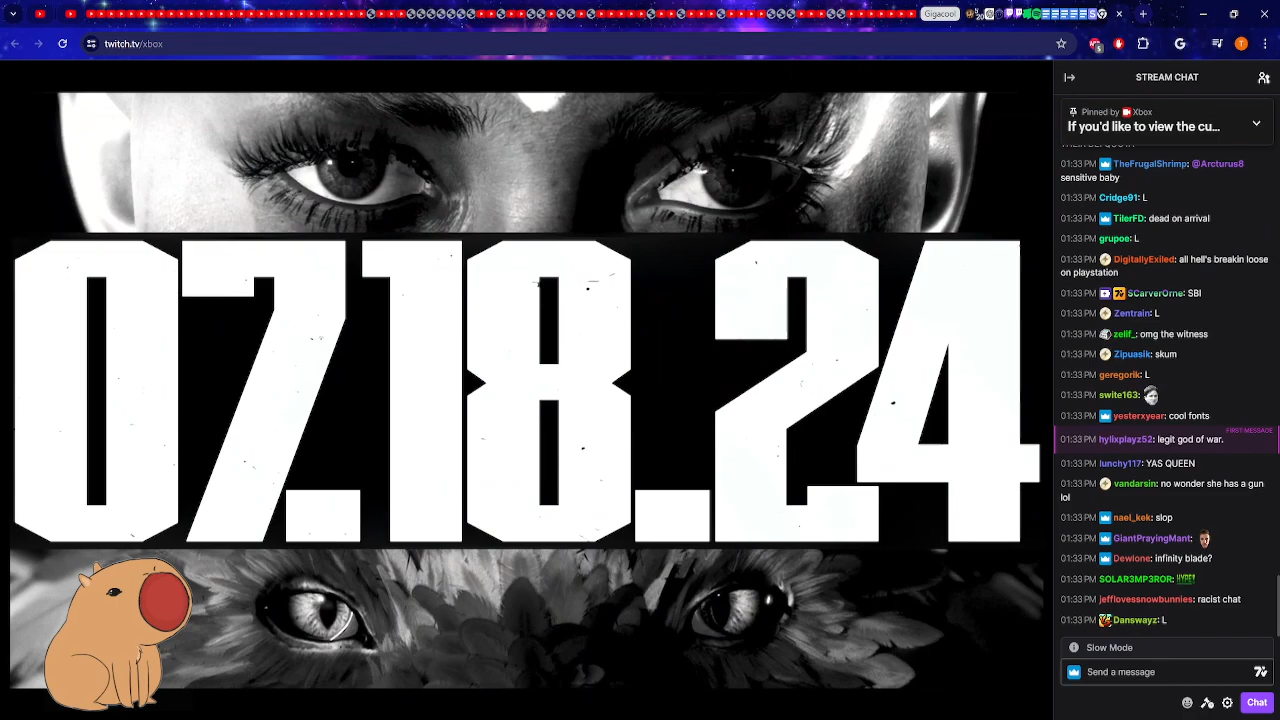 Gigacool
twitch.tv/xbox
STREAM CHAT
Pinned by Xbox
If you'd like to view the cu...
01:33 PM TheFrugalShrimp: @Arcturus8
sensitive baby
01:33 PM Cridge91: L
01:33 PM TilerFD: dead on arrival
01:33 PM grupoe: L
01:33 PM DigitallyExiled: all hell's breakin loose
on playstation
01:33 PM SCarverOrne: SBI
01:33 PM Zentrain: L
01:33 PM zelif_: omg the witness
01:33 PM Zipuasik: skum
01:33 PM geregorik: L
01:33 PM swite163:
01:33 PM yesterxyear: cool fonts
FIRST MESSAGE
01:33 PM hylixplayz52: legit god of war.
01:33 PM lunchy117: YAS QUEEN
01:33 PM vandarsin: no wonder she has a gun
lol
01:33 PM nael_kek: slop
01:33 PM GiantPrayingMant:
01:33 PM Dewlone: infinity blade?
01:33 PM SOLAR3MP3ROR: HYPE!
01:33 PM jefflovessnowbunnies: racist chat
01:33 PM Danswayz: L
Slow Mode
Send a message
Chat
07.18.24